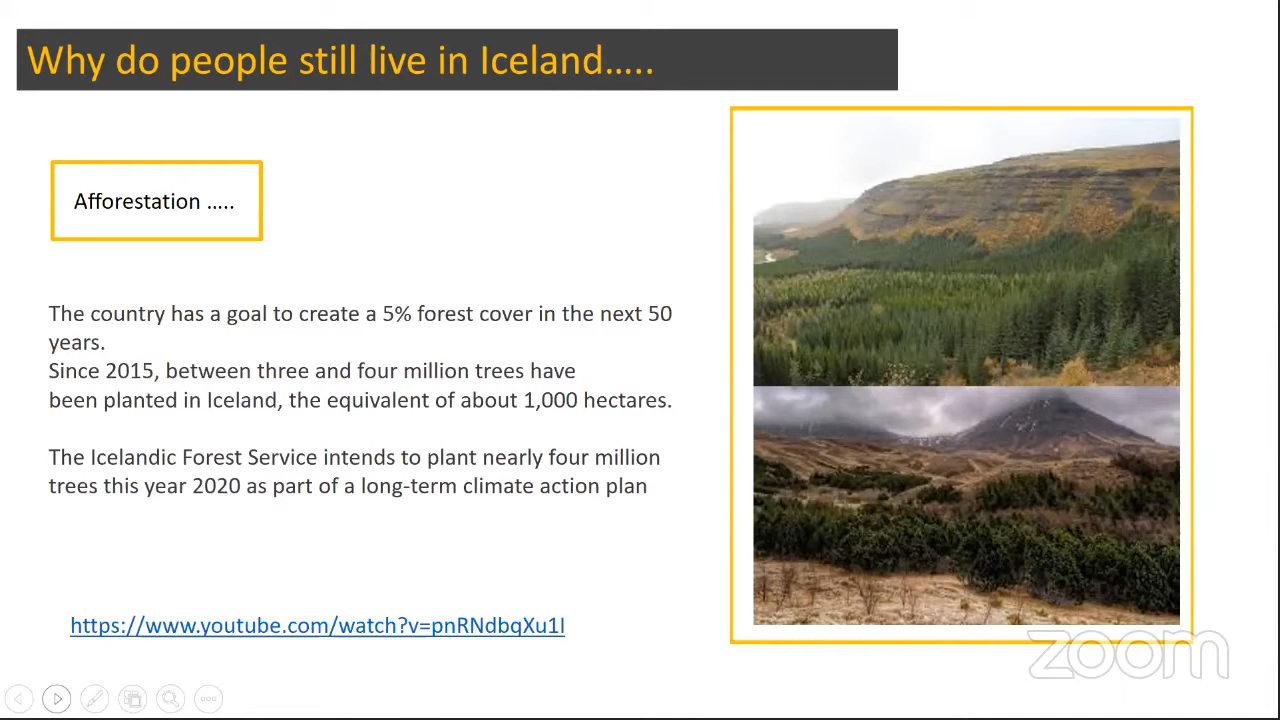 Why do people still live in Iceland…..
Afforestation …..
The country has a goal to create a 5% forest cover in the next 50
years.
Since 2015, between three and four million trees have
been planted in Iceland, the equivalent of about 1,000 hectares.
The Icelandic Forest Service intends to plant nearly four million
trees this year 2020 as part of a long-term climate action plan
https://www.youtube.com/watch?v=pnRNdbqXu1I
zoom